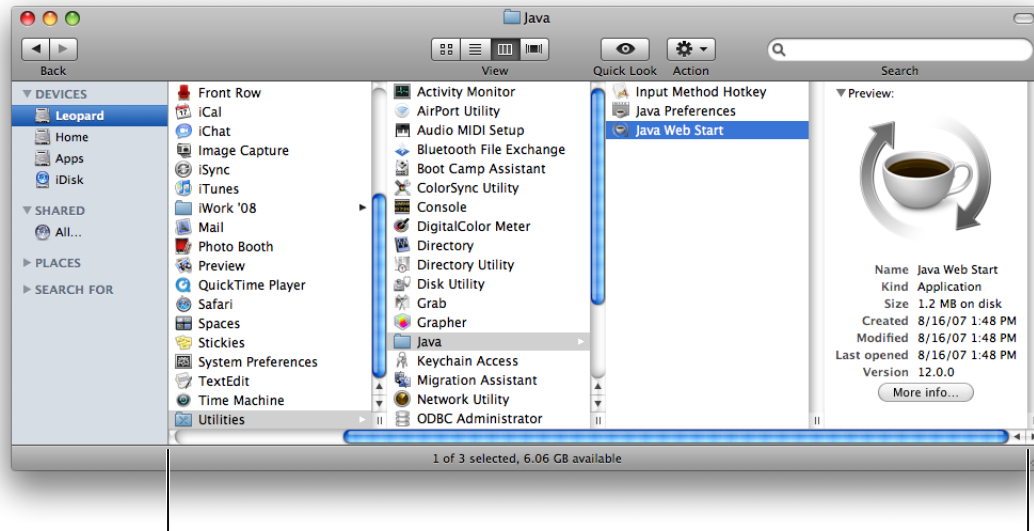 Java
Back
View
Quick Look
Action
Search
DEVICES
Leopard
Home
Apps
iDisk
SHARED
All...
PLACES
SEARCH FOR
Front Row
iCal
iChat
Image Capture
iSync
iTunes
iWork '08
Mail
Photo Booth
Preview
QuickTime Player
Safari
Spaces
Stickies
System Preferences
TextEdit
Time Machine
Utilities
Activity Monitor
AirPort Utility
Audio MIDI Setup
Bluetooth File Exchange
Boot Camp Assistant
ColorSync Utility
Console
DigitalColor Meter
Directory
Directory Utility
Disk Utility
Grab
Grapher
Java
Keychain Access
Migration Assistant
Network Utility
ODBC Administrator
Input Method Hotkey
Java Preferences
Java Web Start
Preview:
Name Java Web Start
Kind Application
Size 1.2 MB on disk
Created 8/16/07 1:48 PM
Modified 8/16/07 1:48 PM
Last opened 8/16/07 1:48 PM
Version 12.0.0
More info...
1 of 3 selected, 6.06 GB available